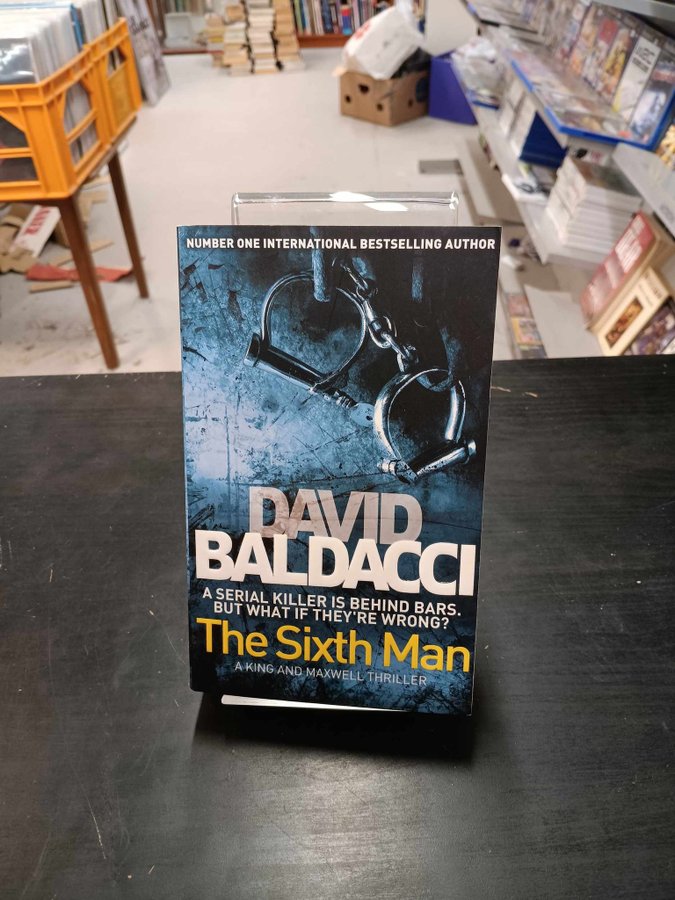 NUMBER ONE INTERNATIONAL BESTSELLING AUTHOR
DAVID
BALDACCI
A SERIAL KILLER IS BEHIND BARS.
BUT WHAT IF THEY'RE WRONG?
The Sixth Man
A KING AND MAXWELL THRILLER